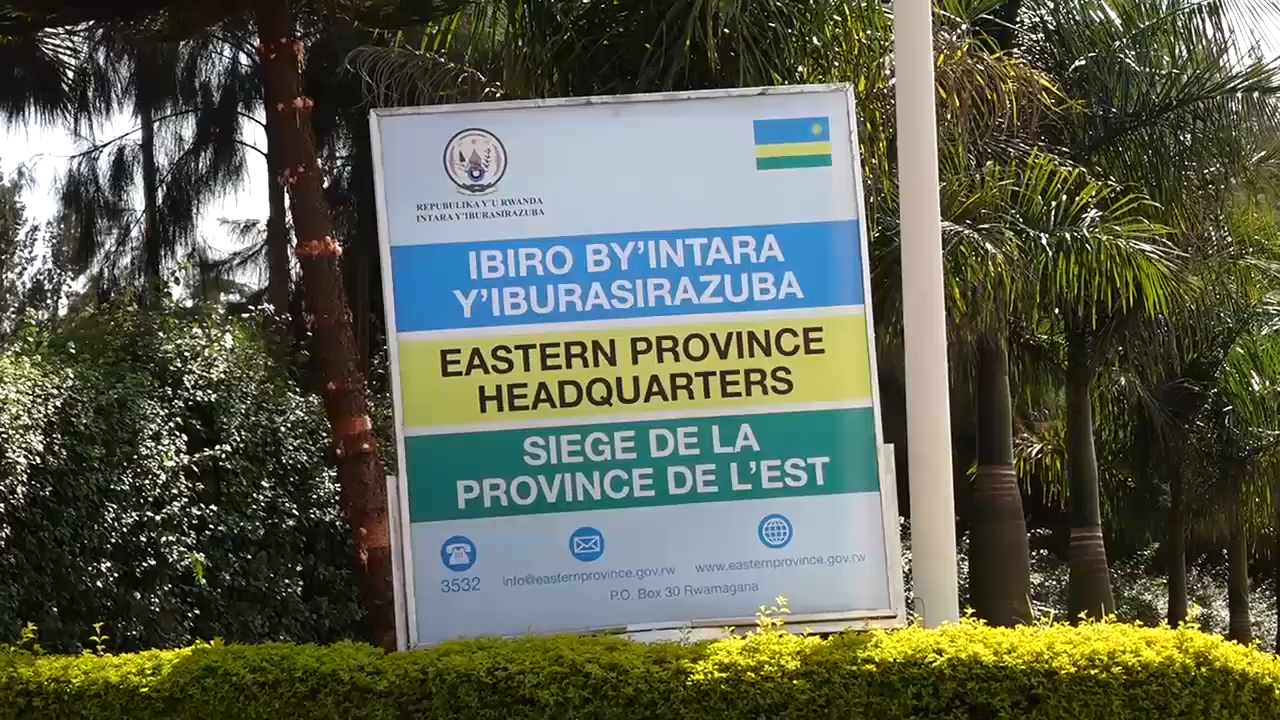 REPUBULIKA Y'U RWANDA
INTARA Y'IBURASIRAZUBA
IBIRO BY'INTARA
Y'IBURASIRAZUBA
EASTERN PROVINCE
HEADQUARTERS
SIEGE DE LA
PROVINCE DE L'EST
3532
info@easternprovince.gov.rw
www.easternprovince.gov.rw
P.O. Box 30 Rwamagana